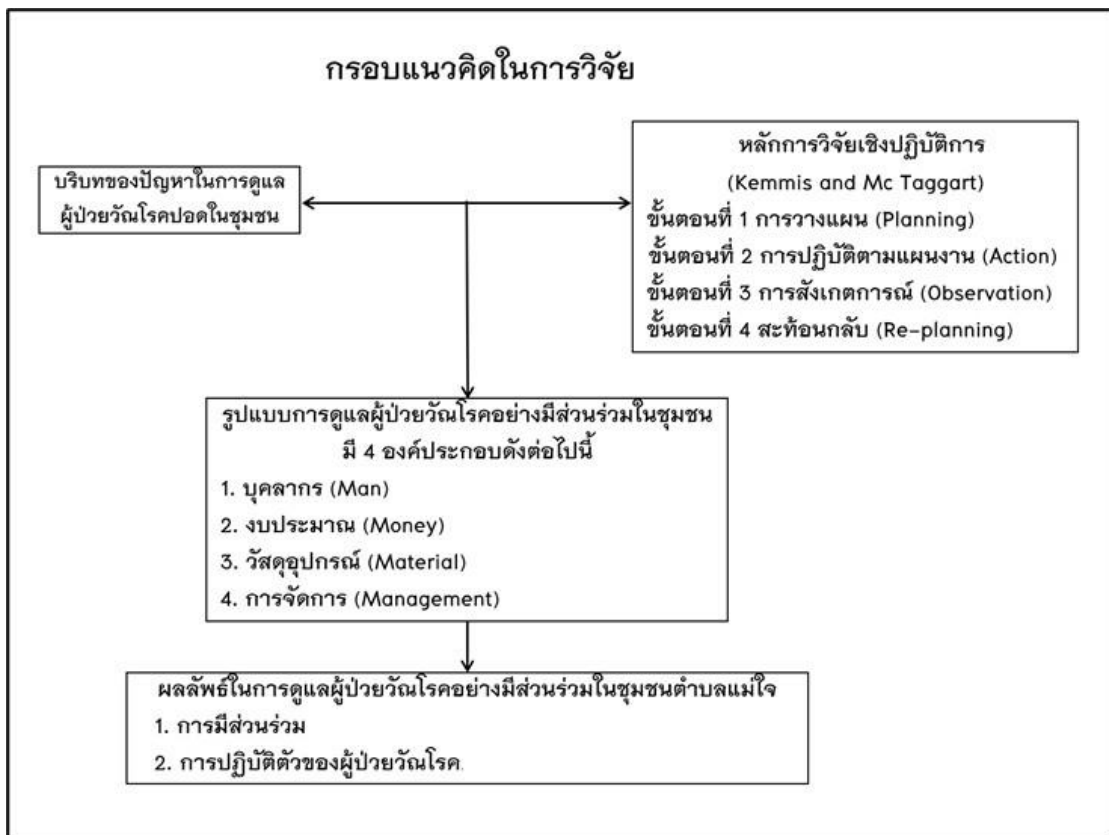 กรอบแนวคิดในการวิจัย
บริบทของปัญหาในการดูแล
ผู้ป่วยวัณโรคปอดในชุมชน
หลักการวิจัยเชิงปฏิบัติการ
(Kemmis and Mc Taggart)
ขั้นตอนที่ 1 การวางแผน (Planning)
ขั้นตอนที่ 2 การปฏิบัติตามแผนงาน (Action)
ขั้นตอนที่ 3 การสังเกตการณ์ (Observation)
ขั้นตอนที่ 4 สะท้อนกลับ (Re-planning)
รูปแบบการดูแลผู้ป่วยวัณโรคอย่างมีส่วนร่วมในชุมชน
มี 4 องค์ประกอบดังต่อไปนี้
1. บุคลากร (Man)
2. งบประมาณ (Money)
3. วัสดุอุปกรณ์ (Material)
4. การจัดการ (Management)
ผลลัพธ์ในการดูแลผู้ป่วยวัณโรคอย่างมีส่วนร่วมในชุมชนตำบลแม่ใจ
1. การมีส่วนร่วม
2. การปฏิบัติตัวของผู้ป่วยวัณโรค.